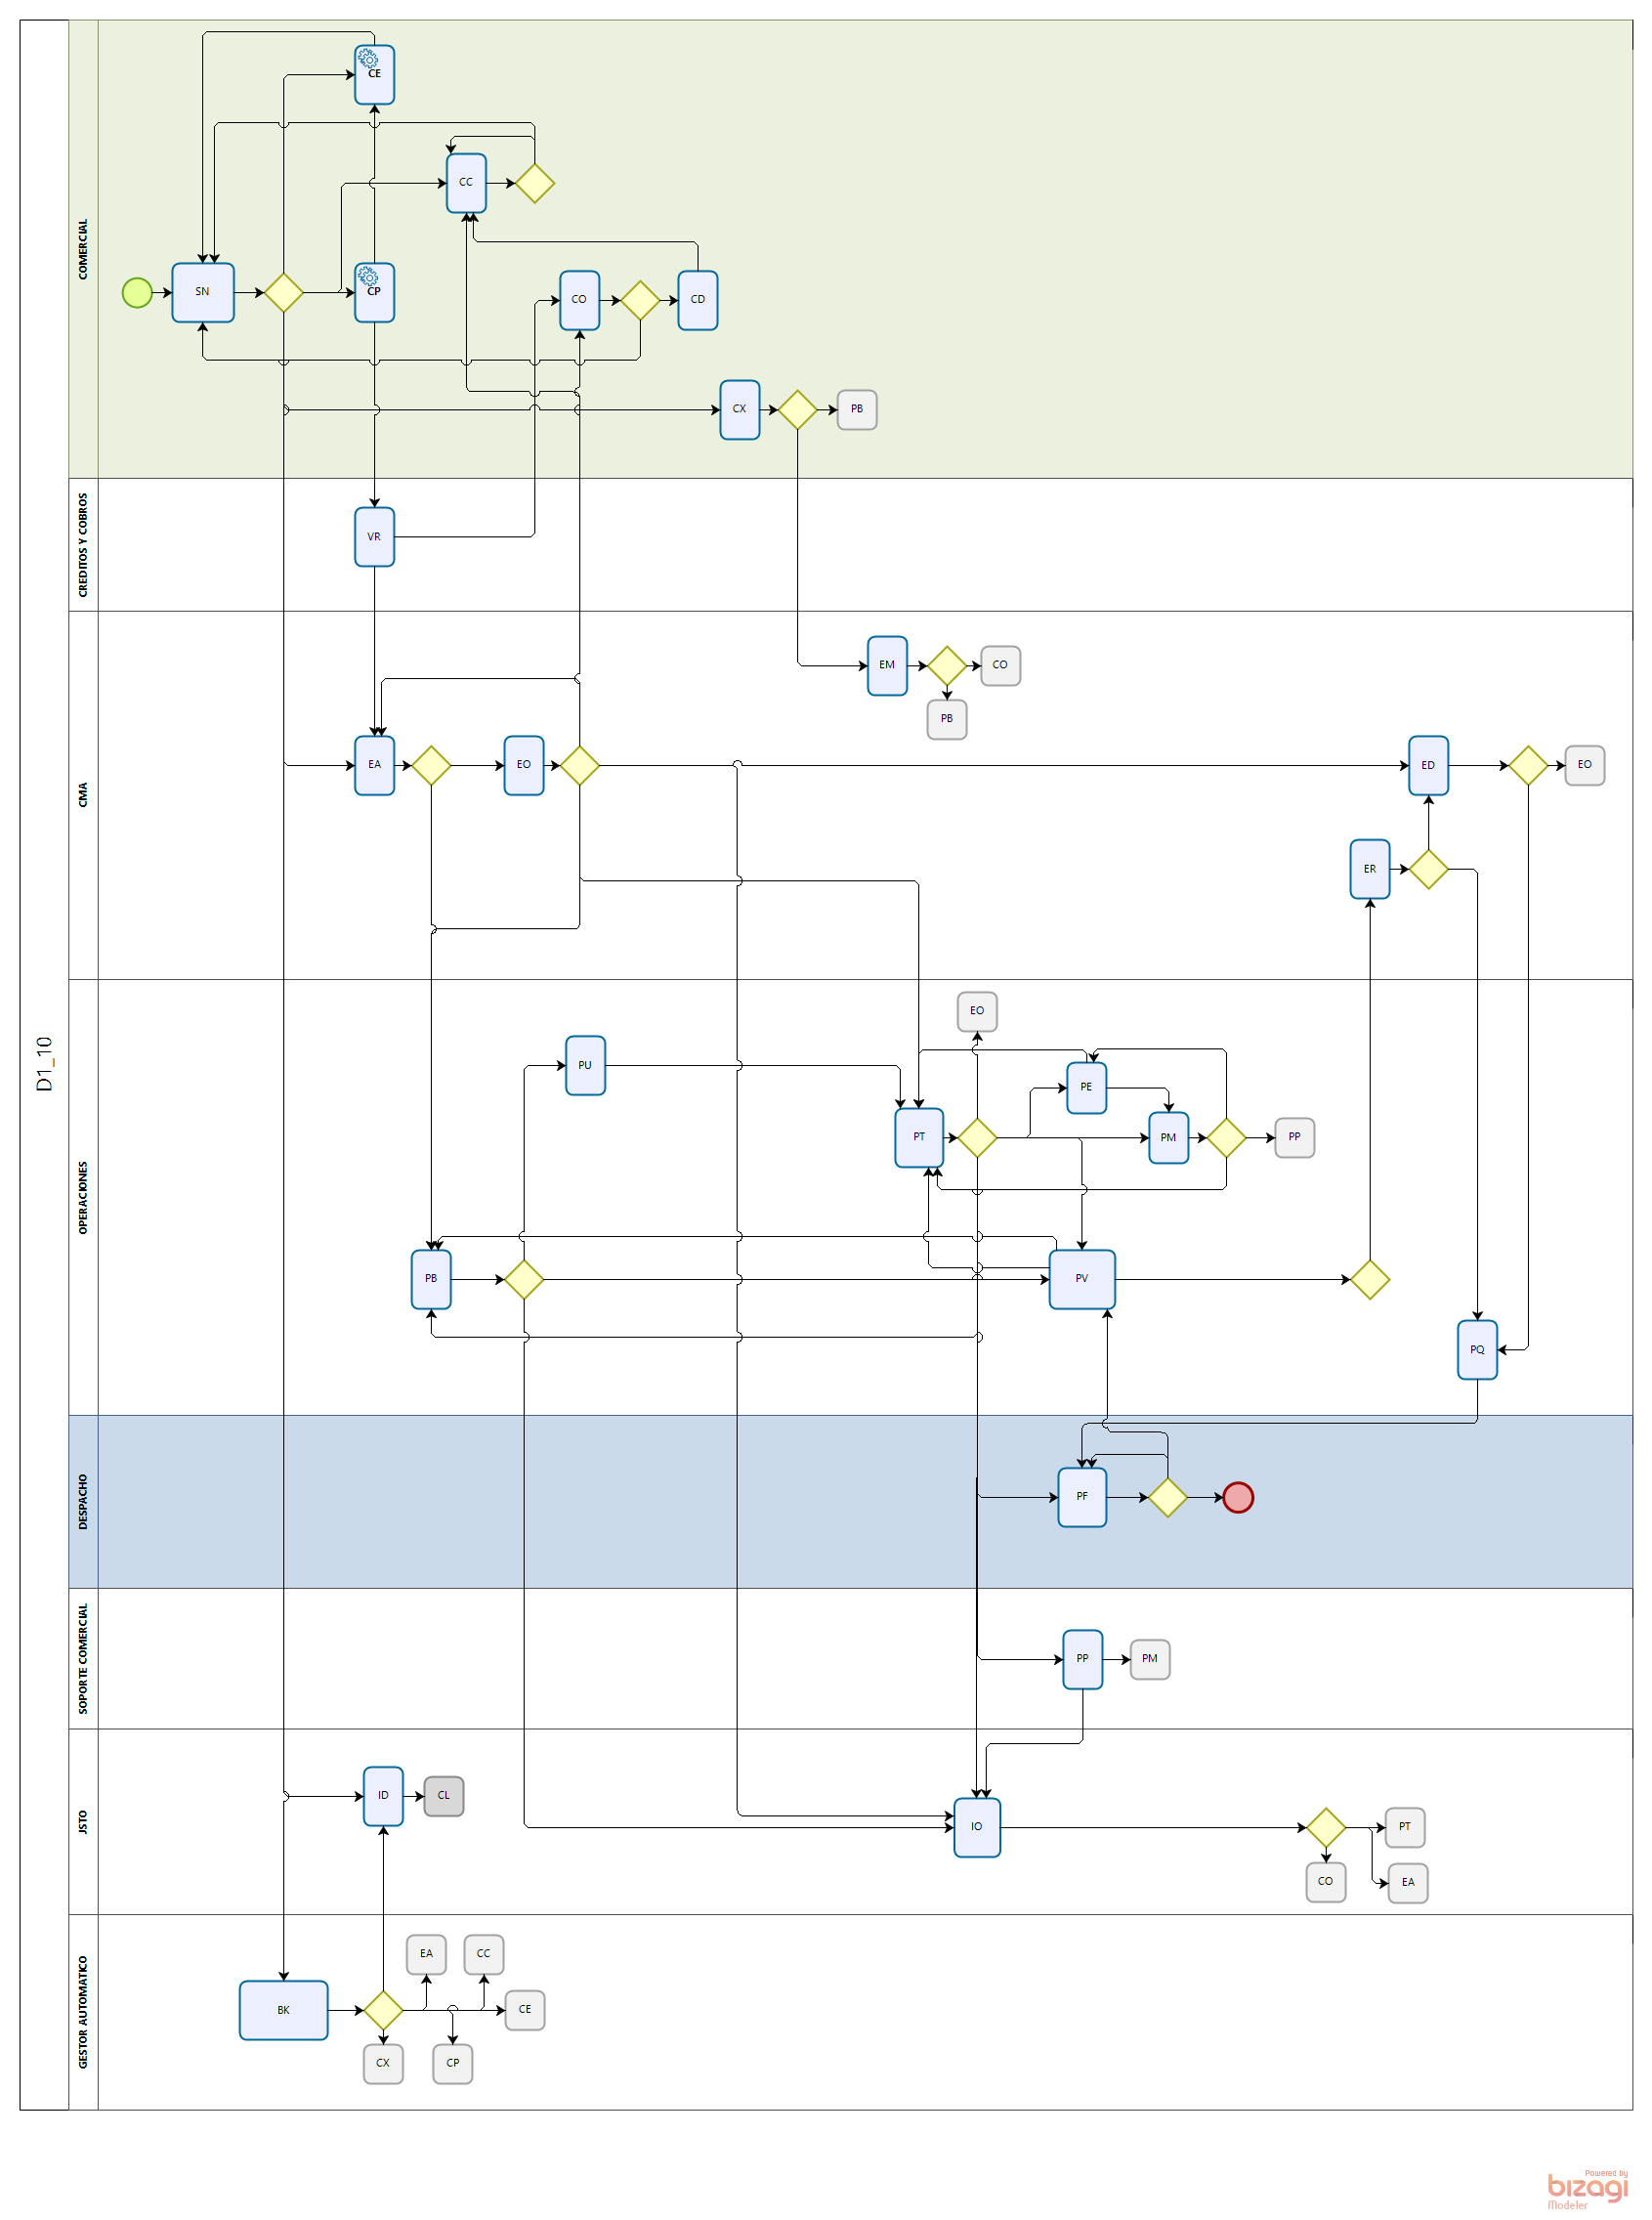 D1_10
COMERCIAL
CE
CC
SN
CP
CO
CD
CX
PB
CREDITOS Y COBROS
VR
CMA
EM
CO
PB
EA
EO
ED
EO
ER
OPERACIONES
EO
PU
PE
PT
PM
PP
PB
PV
PQ
DESPACHO
PF
SOPORTE COMERCIAL
PP
PM
JSTO
ID
CL
IO
PT
CO
EA
GESTOR AUTOMATICO
EA
CC
BK
CE
CX
CP
Powered by
bizagi
Modeler